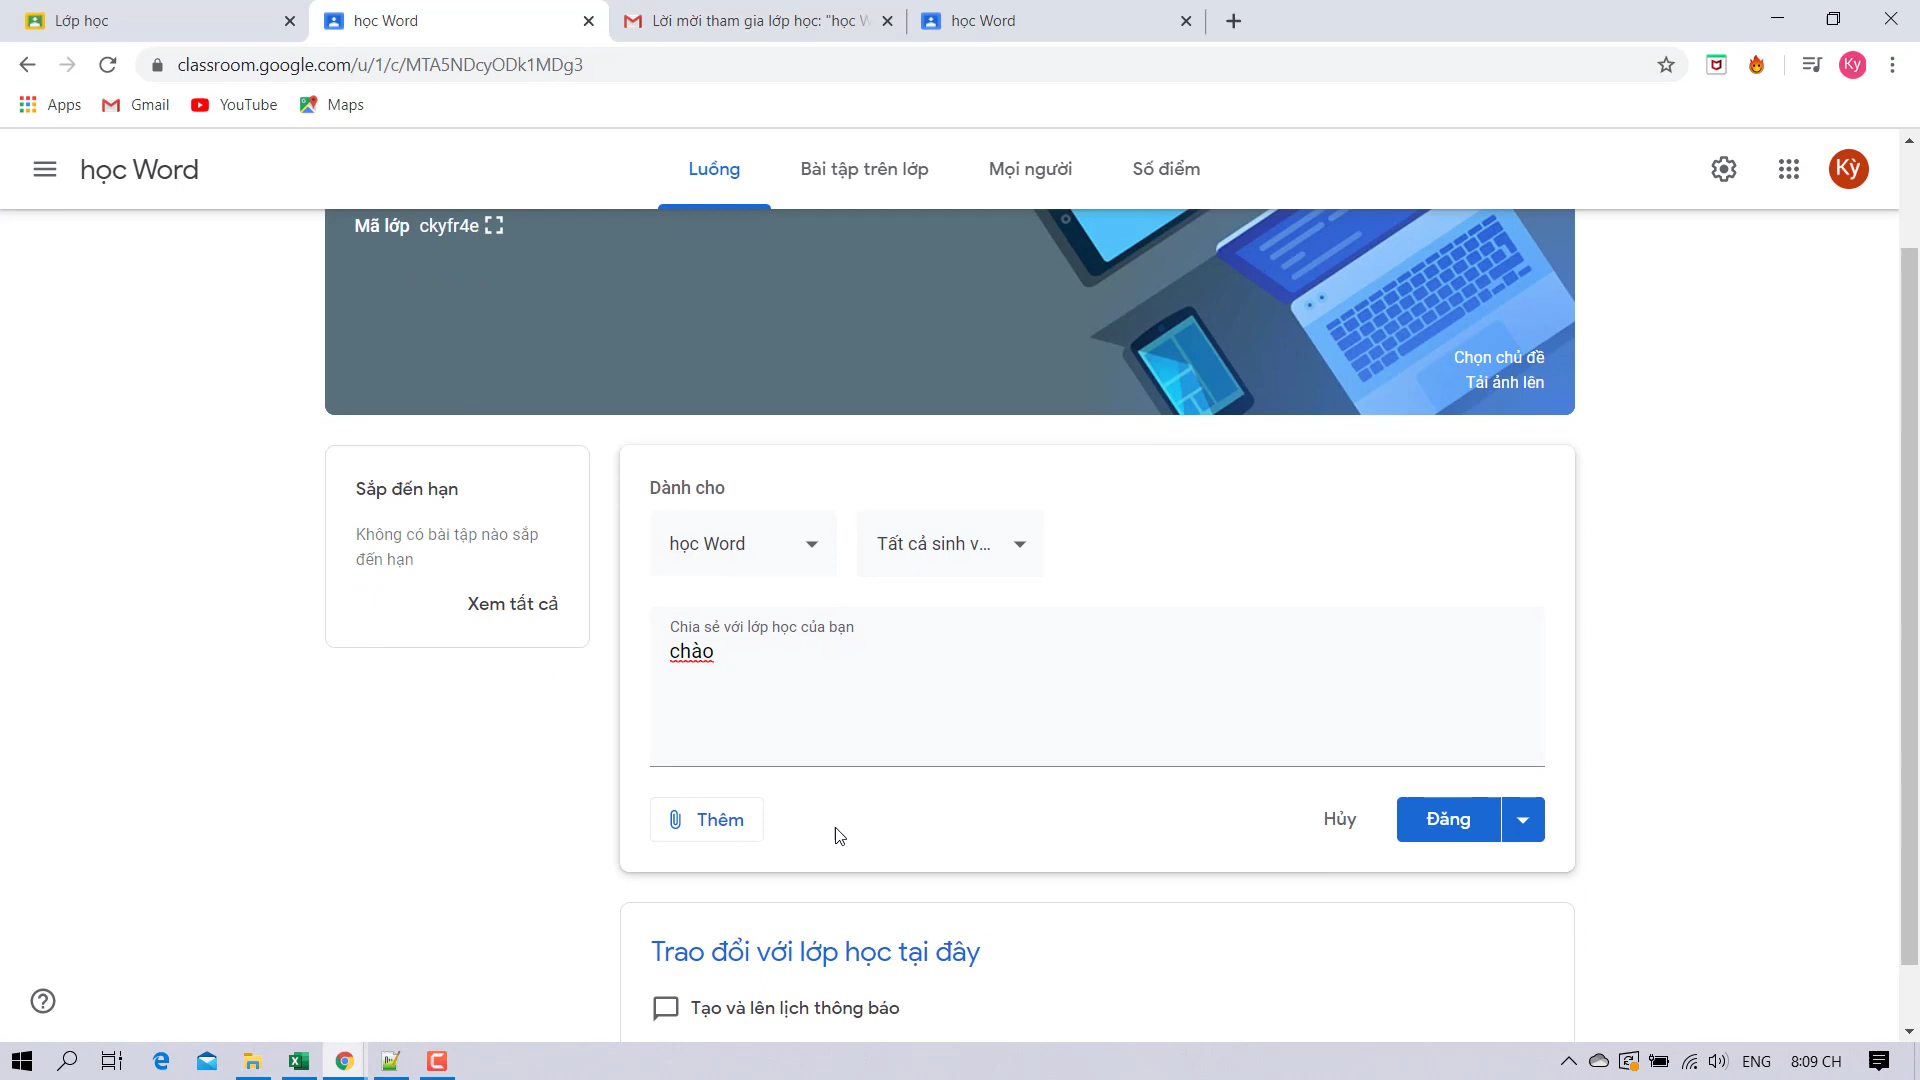 Lớp học
học Word
Lời mời tham gia lớp học: "học W
học Word
classroom.google.com/u/1/c/MTA5NDcyODk1MDg3
Ky
Apps
Gmail
YouTube
Maps
học Word
Luồng
Bài tập trên lớp
Mọi người
Số điểm
Kỳ
Mã lớp ckyfr4e
Chọn chủ đề
Tải ảnh lên
Sắp đến hạn
Không có bài tập nào sắp
đến hạn
Xem tất cả
Dành cho
học Word
Tất cả sinh v...
Chia sẻ với lớp học của bạn
chào
Thêm
Hủy
Đăng
Trao đổi với lớp học tại đây
Tạo và lên lịch thông báo
ENG
8:09 CH